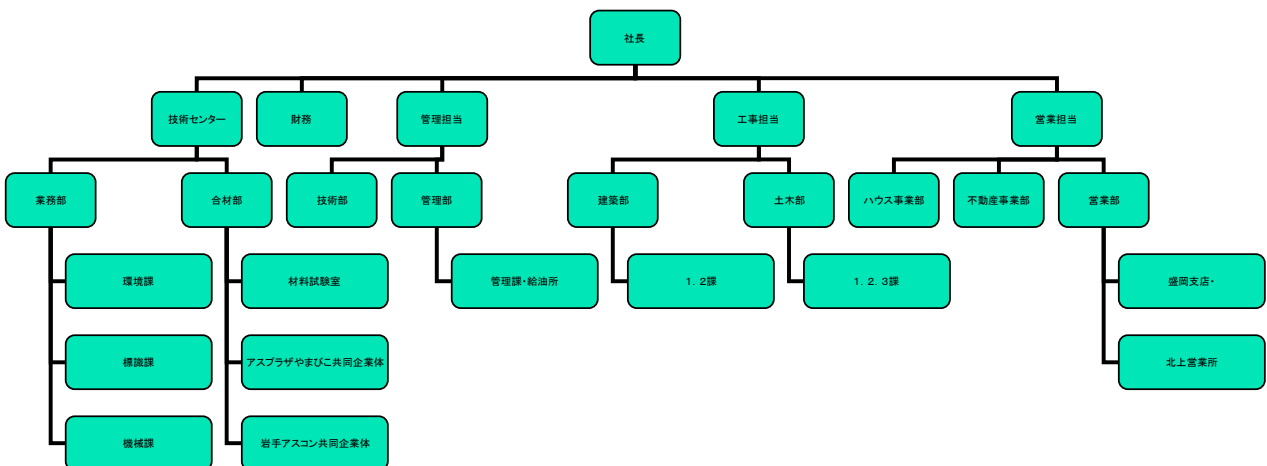 社長
技術センター
財務
管理担当
工事担当
営業担当
業務部
合材部
技術部
管理部
建築部
土木部
ハウス事業部
不動産事業部
営業部
環境課
材料試験室
管理課・給油所
1．2課
1．2．3課
盛岡支店・
標識課
アスプラザやまびこ共同企業体
北上営業所
機械課
岩手アスコン共同企業体